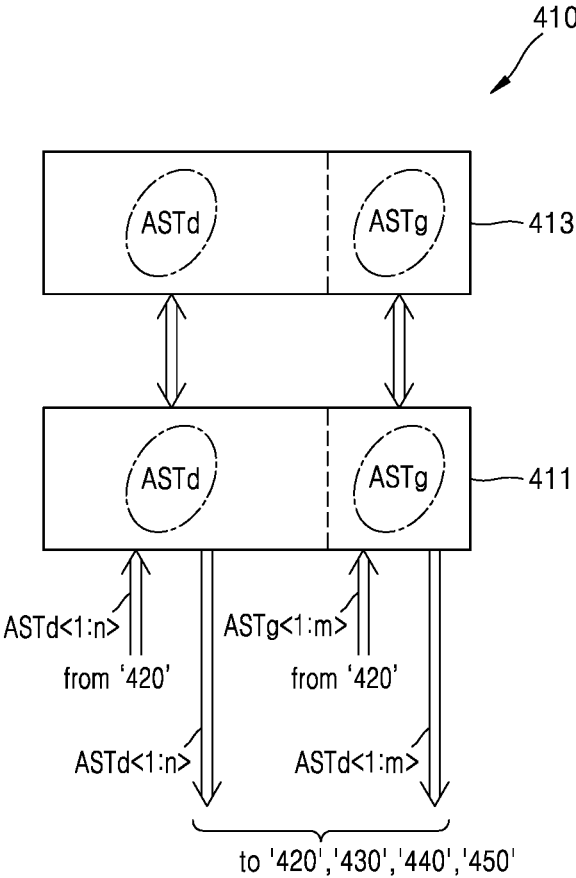 410
ASTd ASTg
413
ASTd ASTg
411
ASTd<1:n> ASTg<1:m>
from '420' from '420'
ASTd<1:n> ASTd<1:m>
to '420','430','440','450'